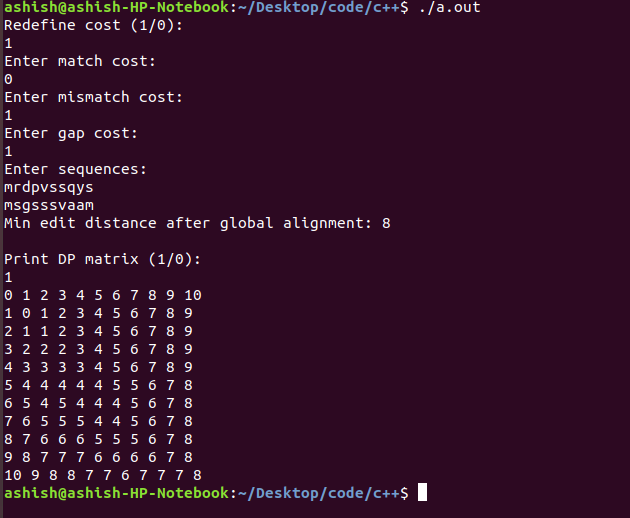 ashish@ashish-HP-Notebook:~/Desktop/code/c++$ ./a.out
Redefine cost (1/0):
1
Enter match cost:
0
Enter mismatch cost:
1
Enter gap cost:
1
Enter sequences:
mrdpvssqys
msgsssvaam
Min edit distance after global alignment: 8

Print DP matrix (1/0):
1
0 1 2 3 4 5 6 7 8 9 10
1 0 1 2 3 4 5 6 7 8 9
2 1 1 2 3 4 5 6 7 8 9
3 2 2 2 3 4 5 6 7 8 9
4 3 3 3 3 4 5 6 7 8 9
5 4 4 4 4 4 5 5 6 7 8
6 5 4 5 4 4 4 5 6 7 8
7 6 5 5 5 4 4 5 6 7 8
8 7 6 6 6 5 5 5 6 7 8
9 8 7 7 7 6 6 6 6 7 8
10 9 8 8 7 7 6 7 7 7 8
ashish@ashish-HP-Notebook:~/Desktop/code/c++$